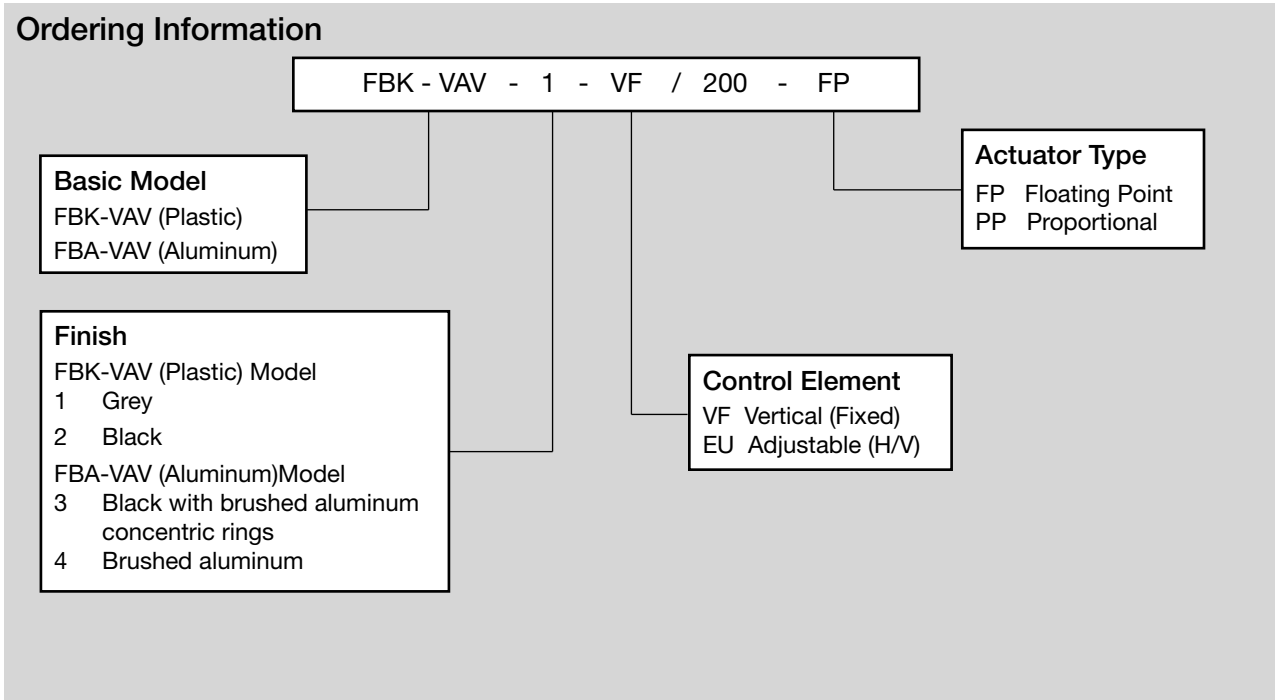 Ordering Information
FBK - VAV - 1 - VF / 200 - FP
Basic Model
FBK-VAV (Plastic)
FBA-VAV (Aluminum)
Actuator Type
FP Floating Point
PP Proportional
Finish
FBK-VAV (Plastic) Model
1 Grey
2 Black
FBA-VAV (Aluminum)Model
3 Black with brushed aluminum
concentric rings
4 Brushed aluminum
Control Element
VF Vertical (Fixed)
EU Adjustable (H/V)